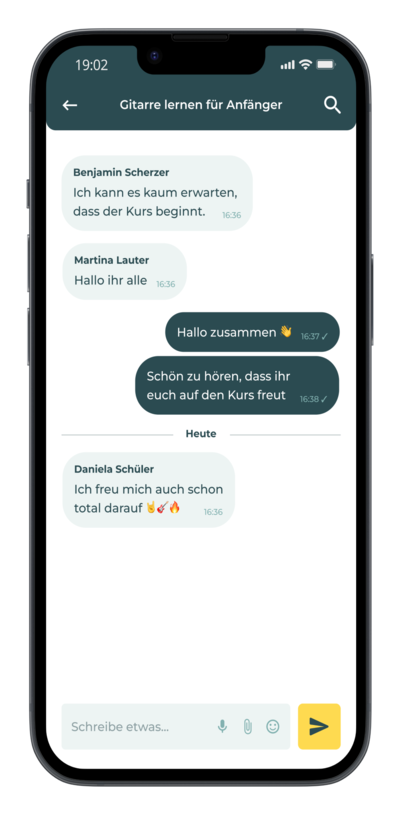 19:02
Gitarre lernen für Anfänger
Benjamin Scherzer
Ich kann es kaum erwarten,
dass der Kurs beginnt. 16:36
Martina Lauter
Hallo ihr alle 16:36
Hallo zusammen 👋 16:37 ✓
Schön zu hören, dass ihr
euch auf den Kurs freut 16:38 ✓
Heute
Daniela Schüler
Ich freu mich auch schon
total darauf 🤘🎸🔥 16:36
Schreibe etwas...